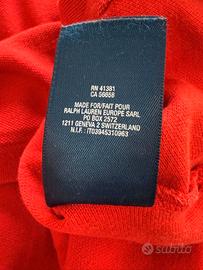 RN 41381
CA 56656
MADE FOR/FAIT POUR
RALPH LAUREN EUROPE SARL
PO BOX 2572
1211 GENEVA 2 SWITZERLAND
N.I.F. : IT03945310963
subito